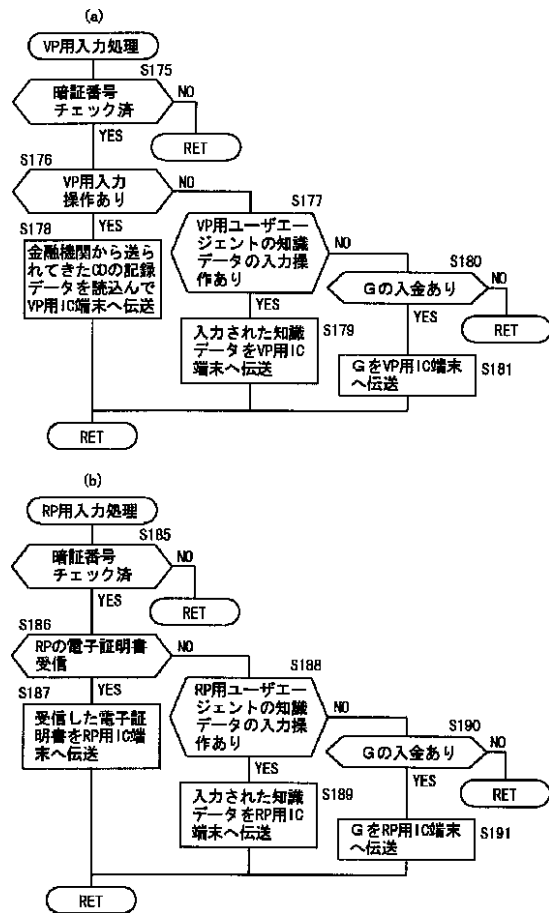 (a)
VP用入力処理
S175
暗証番号
チェック済
NO
YES
RET
S176
VP用入力
操作あり
NO
YES
S177
S178
金融機関から送ら
れてきたCDの記録
データを読込んで
VP用IC端末へ伝送
VP用ユーザエー
ジェントの知識
データの入力操
作あり
NO
YES
S180
Gの入金あり
NO
YES
RET
入力された知識
データをVP用IC
端末へ伝送
S179
GをVP用IC端末
へ伝送
S181
RET
(b)
RP用入力処理
S185
暗証番号
チェック済
NO
YES
RET
S186
RPの電子証明書
受信
NO
YES
S188
S187
受信した電子証
明書をRP用IC端
末へ伝送
RP用ユーザエー
ジェントの知識
データの入力操
作あり
NO
YES
S190
Gの入金あり
NO
YES
RET
入力された知識
データをRP用IC
端末へ伝送
S189
GをRP用IC端末
へ伝送
S191
RET